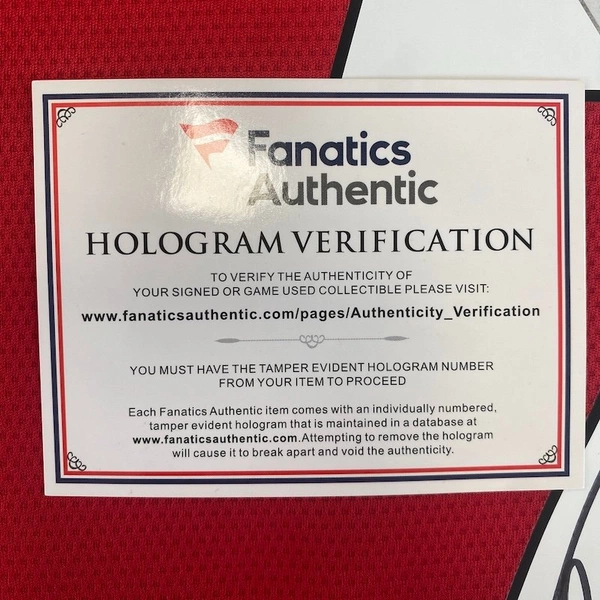 Fanatics
Authentic
HOLOGRAM VERIFICATION
TO VERIFY THE AUTHENTICITY OF
YOUR SIGNED OR GAME USED COLLECTIBLE PLEASE VISIT:
www.fanaticsauthentic.com/pages/Authenticity_Verification
YOU MUST HAVE THE TAMPER EVIDENT HOLOGRAM NUMBER
FROM YOUR ITEM TO PROCEED
Each Fanatics Authentic item comes with an individually numbered,
tamper evident hologram that is maintained in a database at
www.fanaticsauthentic.com.Attempting to remove the hologram
will cause it to break apart and void the authenticity.